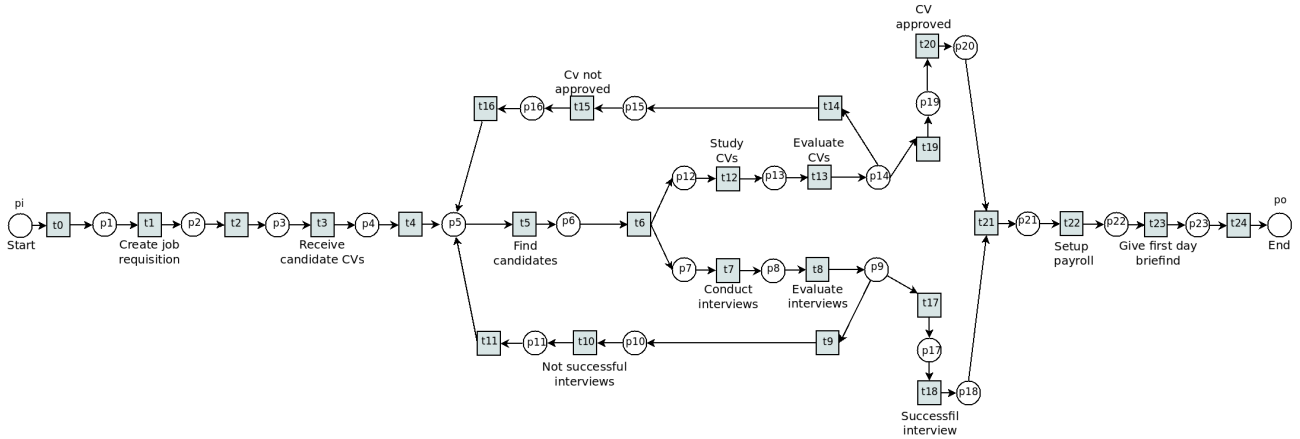 CV
approved
t20
p20
Cv not
approved
t16
p16
t15
p15
t14
p19
Study
CVs
Evaluate
CVs
t19
p12
t12
p13
t13
p14
pi
po
t0
p1
t1
p2
t2
p3
t3
p4
t4
p5
t5
p6
t6
t21
p21
t22
p22
t23
p23
t24
Start
Create job
requisition
Receive
candidate CVs
Find
candidates
Setup
payroll
Give first day
briefind
End
p7
t7
p8
t8
p9
Conduct
interviews
Evaluate
interviews
t17
t11
p11
t10
p10
t9
p17
Not successful
interviews
t18
p18
Successfil
interview